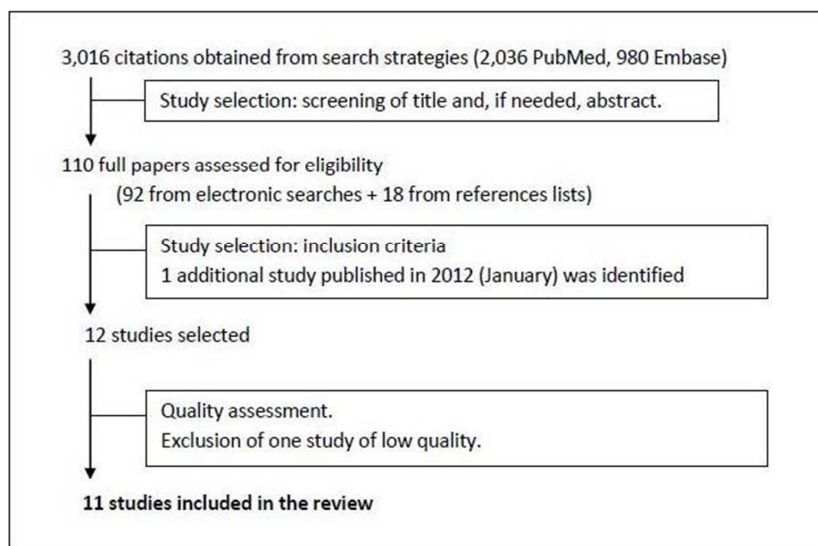 3,016 citations obtained from search strategies (2,036 PubMed, 980 Embase)
Study selection: screening of title and, if needed, abstract.
110 full papers assessed for eligibility
(92 from electronic searches + 18 from references lists)
Study selection: inclusion criteria
1 additional study published in 2012 (January) was identified
12 studies selected
Quality assessment.
Exclusion of one study of low quality.
11 studies included in the review